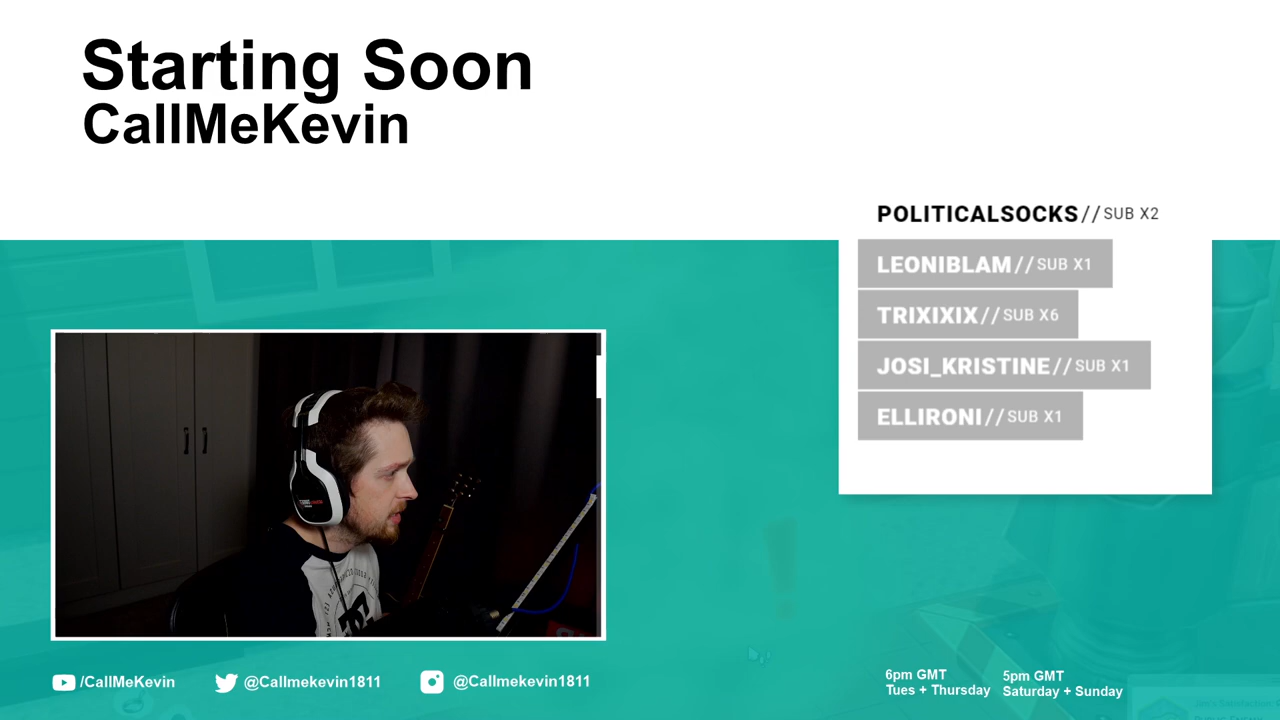 Starting Soon
CallMeKevin
POLITICALSOCKS//SUB X2
LEONIBLAM//SUB X1
TRIXIXIX//SUB X6
JOSI_KRISTINE//SUB X1
ELLIRONI//SUB X1
/CallMeKevin
@Callmekevin1811
@Callmekevin1811
6pm GMT
Tues + Thursday
5pm GMT
Saturday + Sunday